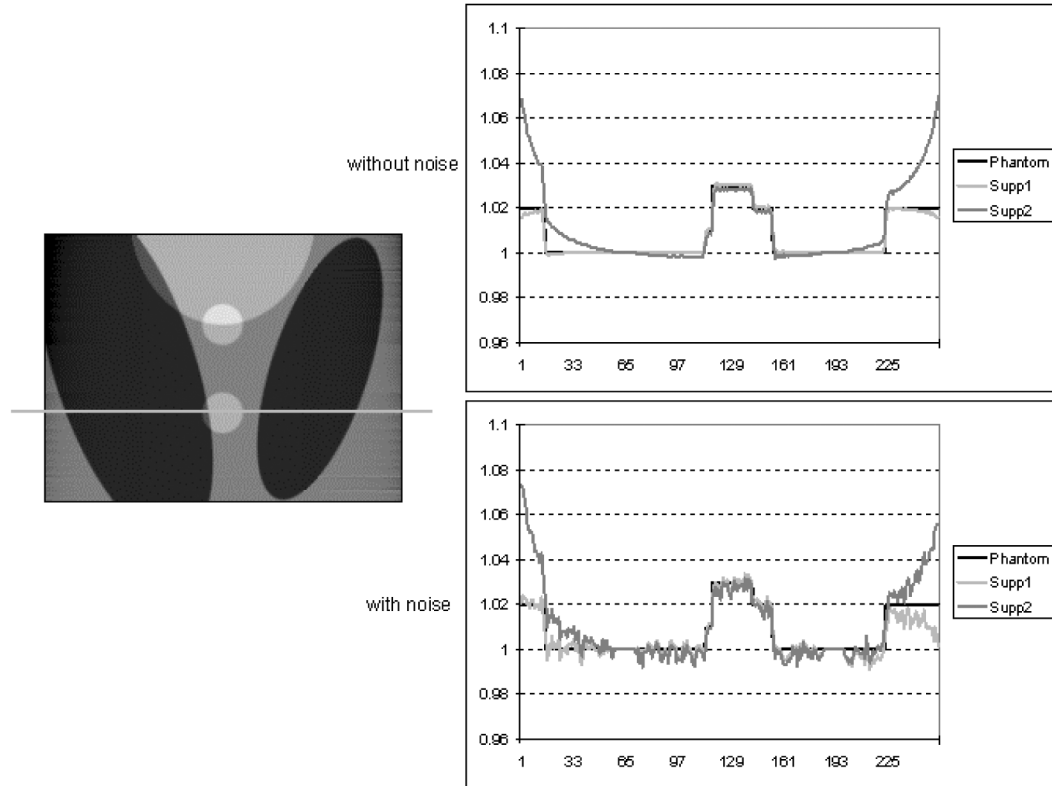 without noise
1.1
1.08
1.06
1.04
1.02
1
0.98
0.96
1 33 65 97 129 161 193 225
Phantom
Supp1
Supp2
with noise
1.1
1.08
1.06
1.04
1.02
1
0.98
0.96
1 33 65 97 129 161 193 225
Phantom
Supp1
Supp2